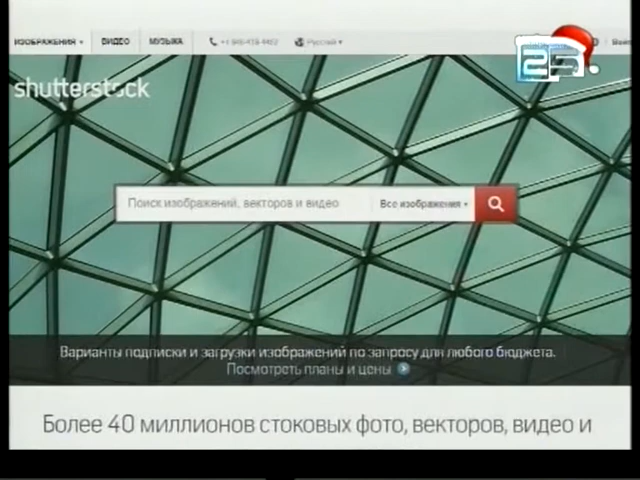 ИЗОБРАЖЕНИЯ ВИДЕО МУЗЫКА Русский
25.
shutterstock
Поиск изображений, векторов и видео Все изображения
Варианты подписки и загрузки изображений по запросу для любого бюджета.
Посмотреть планы и цены
Более 40 миллионов стоковых фото, векторов, видео и